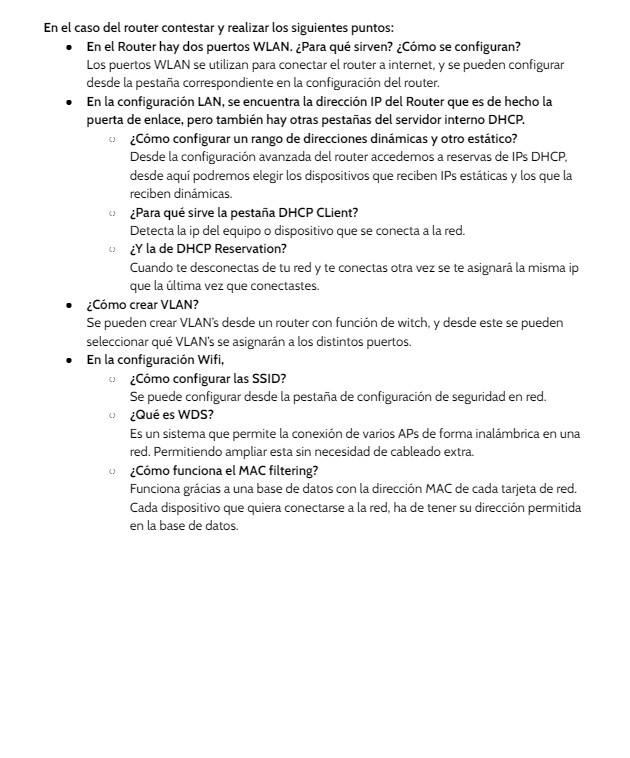 En el caso del router contestar y realizar los siguientes puntos:
● En el Router hay dos puertos WLAN. ¿Para qué sirven? ¿Cómo se configuran?
Los puertos WLAN se utilizan para conectar el router a internet, y se pueden configurar
desde la pestaña correspondiente en la configuración del router.
● En la configuración LAN, se encuentra la dirección IP del Router que es de hecho la
puerta de enlace, pero también hay otras pestañas del servidor interno DHCP.
○ ¿Cómo configurar un rango de direcciones dinámicas y otro estático?
Desde la configuración avanzada del router accedemos a reservas de IPs DHCP,
desde aquí podremos elegir los dispositivos que reciben IPs estáticas y los que la
reciben dinámicas.
○ ¿Para qué sirve la pestaña DHCP CLient?
Detecta la ip del equipo o dispositivo que se conecta a la red.
○ ¿Y la de DHCP Reservation?
Cuando te desconectas de tu red y te conectas otra vez se te asignará la misma ip
que la última vez que conectastes.
● ¿Cómo crear VLAN?
Se pueden crear VLAN's desde un router con función de witch, y desde este se pueden
seleccionar qué VLAN's se asignarán a los distintos puertos.
● En la configuración Wifi,
○ ¿Cómo configurar las SSID?
Se puede configurar desde la pestaña de configuración de seguridad en red.
○ ¿Qué es WDS?
Es un sistema que permite la conexión de varios APs de forma inalámbrica en una
red. Permitiendo ampliar esta sin necesidad de cableado extra.
○ ¿Cómo funciona el MAC filtering?
Funciona grácias a una base de datos con la dirección MAC de cada tarjeta de red.
Cada dispositivo que quiera conectarse a la red, ha de tener su dirección permitida
en la base de datos.